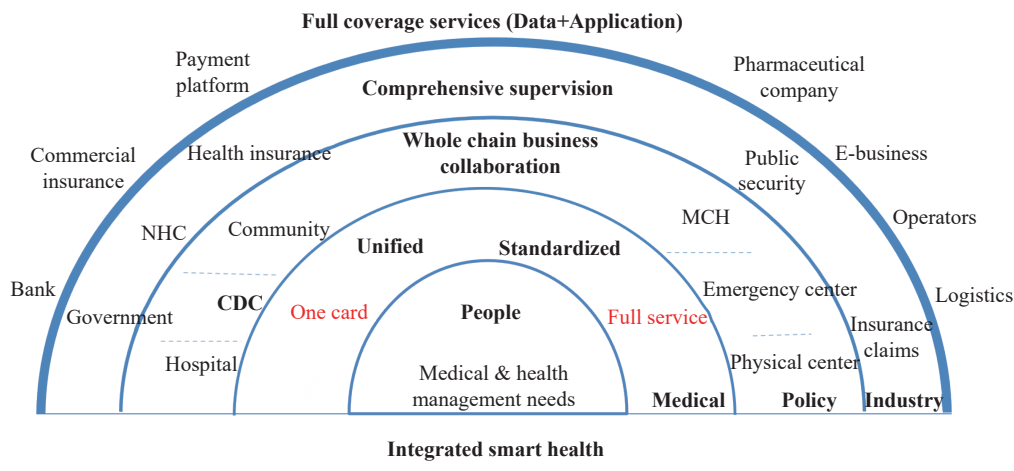 Full coverage services (Data+Application)
Payment
platform
Pharmaceutical
company
Comprehensive supervision
Whole chain business
collaboration
Commercial
insurance
Health insurance
Public
security
E-business
NHC
Community
MCH
Operators
Unified
Standardized
Bank
Government
CDC
One card
People
Full service
Emergency center
Logistics
Insurance
claims
Hospital
Physical center
Medical & health
management needs
Medical
Policy
Industry
Integrated smart health